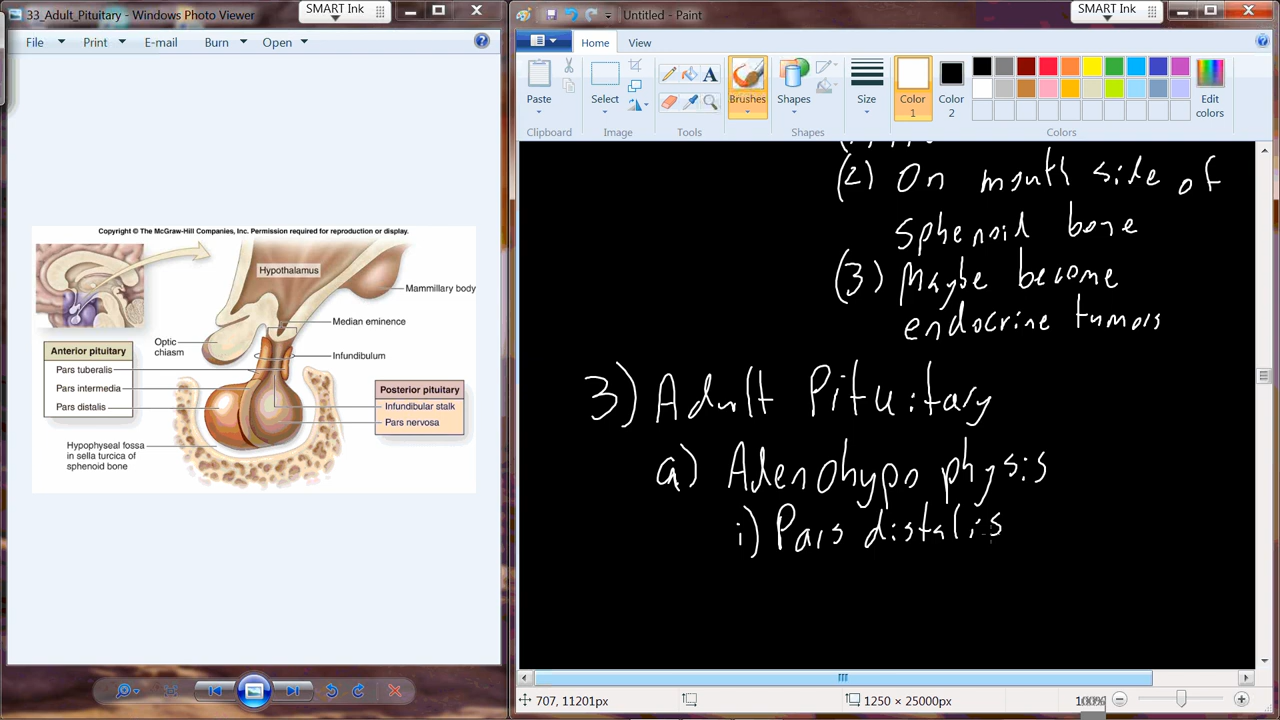 33_Adult_Pituitary - Windows Photo Viewer
SMART Ink
File Print E-mail Burn Open
Copyright © The McGraw-Hill Companies, Inc. Permission required for reproduction or display.
Hypothalamus
Mammillary body
Median eminence
Optic
chiasm
Infundibulum
Anterior pituitary
Pars tuberalis
Pars intermedia
Pars distalis
Posterior pituitary
Infundibular stalk
Pars nervosa
Hypophyseal fossa
in sella turcica of
sphenoid bone
Untitled - Paint
SMART Ink
Home View
Paste
Select
Brushes
Shapes
Size
Color
1
Color
2
Edit
colors
Clipboard Image Tools Shapes Colors
(2) On mouth side of
sphenoid bone
(3) Maybe become
endocrine tumors
3) Adult Pituitary
a) Adenohypophysis
i) Pars distalis
707, 11201px
1250 × 25000px
100%